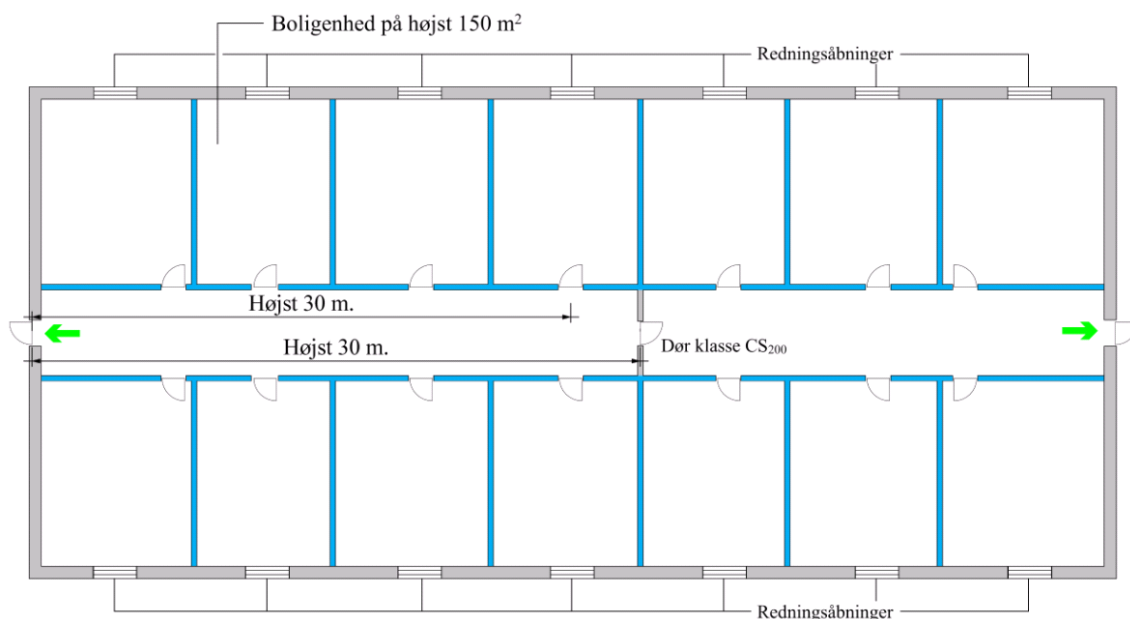 Boligenhed på højst 150 m²
Redningsåbninger
Højst 30 m.
Højst 30 m.
Dør klasse CS₂₀₀
Redningsåbninger